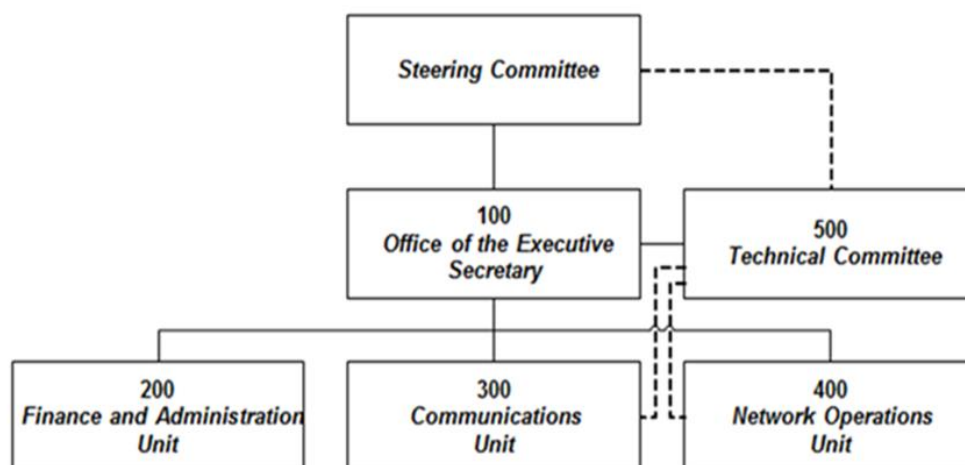 Steering Committee
100
Office of the Executive
Secretary
500
Technical Committee
200
Finance and Administration
Unit
300
Communications
Unit
400
Network Operations
Unit